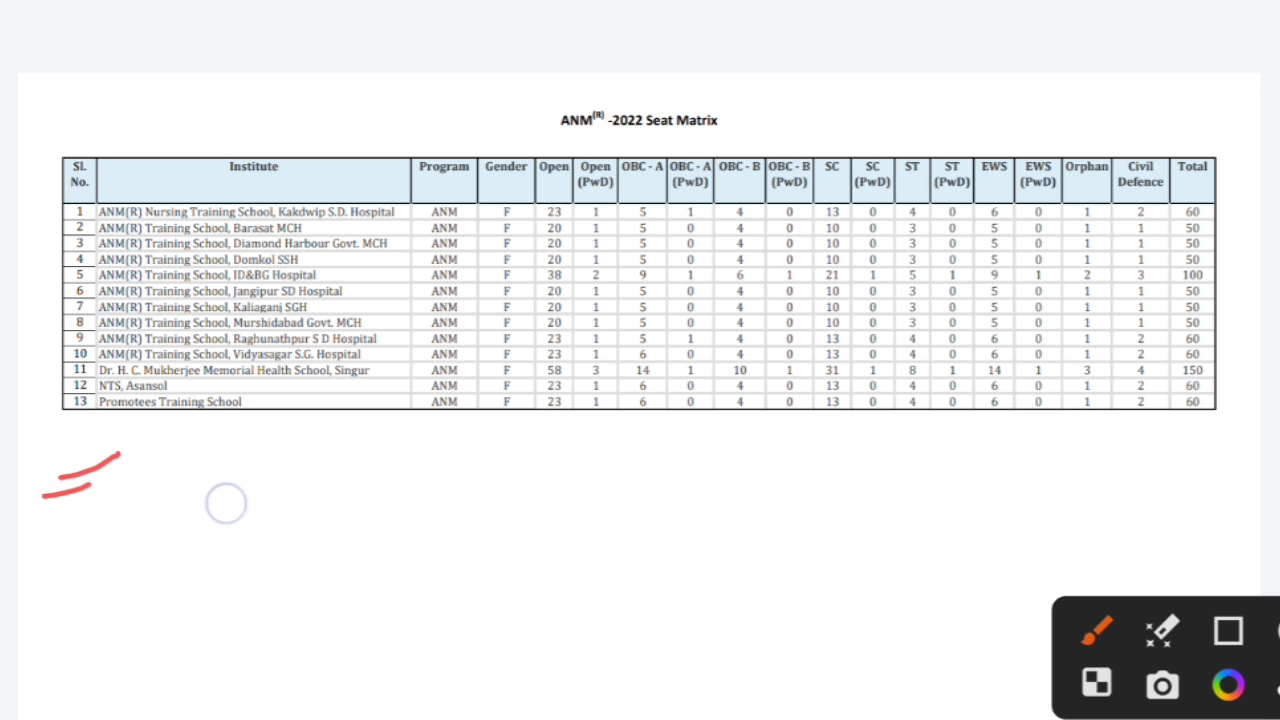 ANM(R) -2022 Seat Matrix
Sl. No. Institute Program Gender Open Open (PwD) OBC - A OBC - A (PwD) OBC - B OBC - B (PwD) SC SC (PwD) ST ST (PwD) EWS EWS (PwD) Orphan Civil Defence Total
1 ANM(R) Nursing Training School, Kakdwip S.D. Hospital ANM F 23 1 5 1 4 0 13 0 4 0 6 0 1 2 60
2 ANM(R) Training School, Barasat MCH ANM F 20 1 5 0 4 0 10 0 3 0 5 0 1 1 50
3 ANM(R) Training School, Diamond Harbour Govt. MCH ANM F 20 1 5 0 4 0 10 0 3 0 5 0 1 1 50
4 ANM(R) Training School, Domkol SSH ANM F 20 1 5 0 4 0 10 0 3 0 5 0 1 1 50
5 ANM(R) Training School, ID&BG Hospital ANM F 38 2 9 1 6 1 21 1 5 1 9 1 2 3 100
6 ANM(R) Training School, Jangipur SD Hospital ANM F 20 1 5 0 4 0 10 0 3 0 5 0 1 1 50
7 ANM(R) Training School, Kaliaganj SGH ANM F 20 1 5 0 4 0 10 0 3 0 5 0 1 1 50
8 ANM(R) Training School, Murshidabad Govt. MCH ANM F 20 1 5 0 4 0 10 0 3 0 5 0 1 1 50
9 ANM(R) Training School, Raghunathpur S D Hospital ANM F 23 1 5 1 4 0 13 0 4 0 6 0 1 2 60
10 ANM(R) Training School, Vidyasagar S.G. Hospital ANM F 23 1 6 0 4 0 13 0 4 0 6 0 1 2 60
11 Dr. H. C. Mukherjee Memorial Health School, Singur ANM F 58 3 14 1 10 1 31 1 8 1 14 1 3 4 150
12 NTS, Asansol ANM F 23 1 6 0 4 0 13 0 4 0 6 0 1 2 60
13 Promotees Training School ANM F 23 1 6 0 4 0 13 0 4 0 6 0 1 2 60